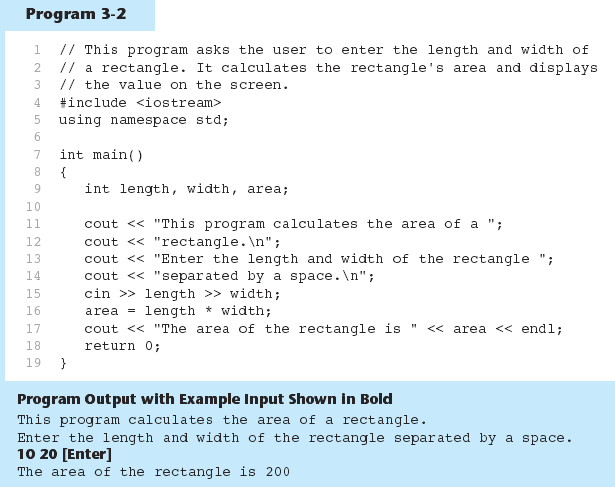 Program 3-2
1 // This program asks the user to enter the length and width of
2 // a rectangle. It calculates the rectangle's area and displays
3 // the value on the screen.
4 #include <iostream>
5 using namespace std;
6
7 int main()
8 {
9 int length, width, area;
10
11 cout << "This program calculates the area of a ";
12 cout << "rectangle.\n";
13 cout << "Enter the length and width of the rectangle ";
14 cout << "separated by a space.\n";
15 cin >> length >> width;
16 area = length * width;
17 cout << "The area of the rectangle is " << area << endl;
18 return 0;
19 }
Program Output with Example Input Shown in Bold
This program calculates the area of a rectangle.
Enter the length and width of the rectangle separated by a space.
10 20 [Enter]
The area of the rectangle is 200